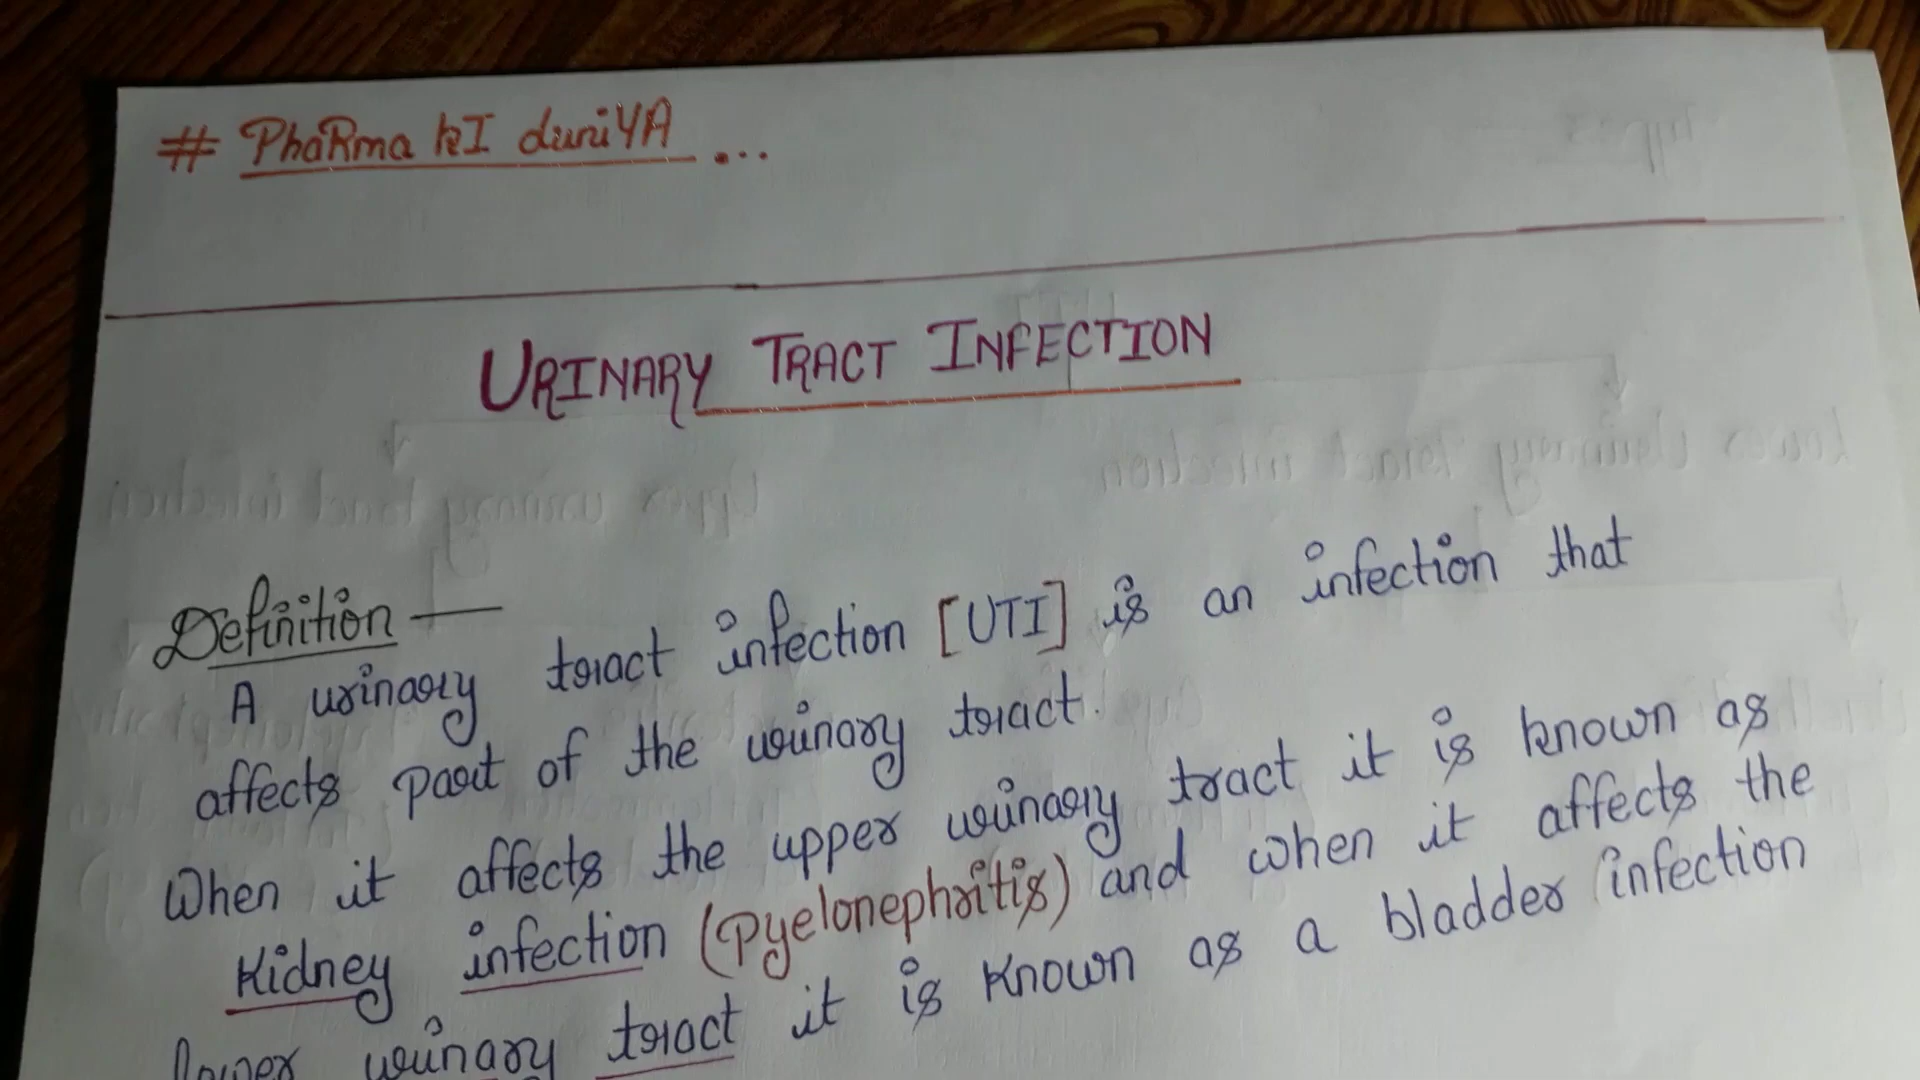 # PhaRma kI duniYA ...
URINARY TRACT INFECTION
Definition —
A urinary tract infection [UTI] is an infection that
affects part of the urinary tract.
When it affects the upper urinary tract it is known as
Kidney infection (Pyelonephritis) and when it affects the
lower urinary tract it is known as a bladder infection